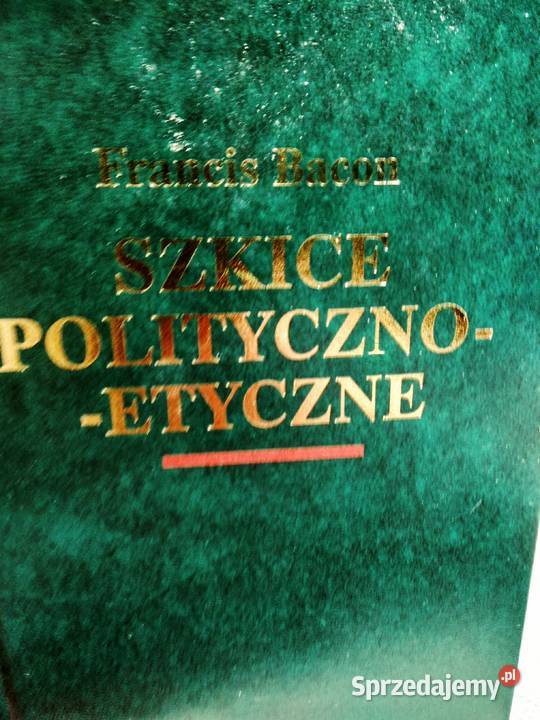 Francis Bacon
SZKICE
POLITYCZNO-
-ETYCZNE
Sprzedajemy.pl